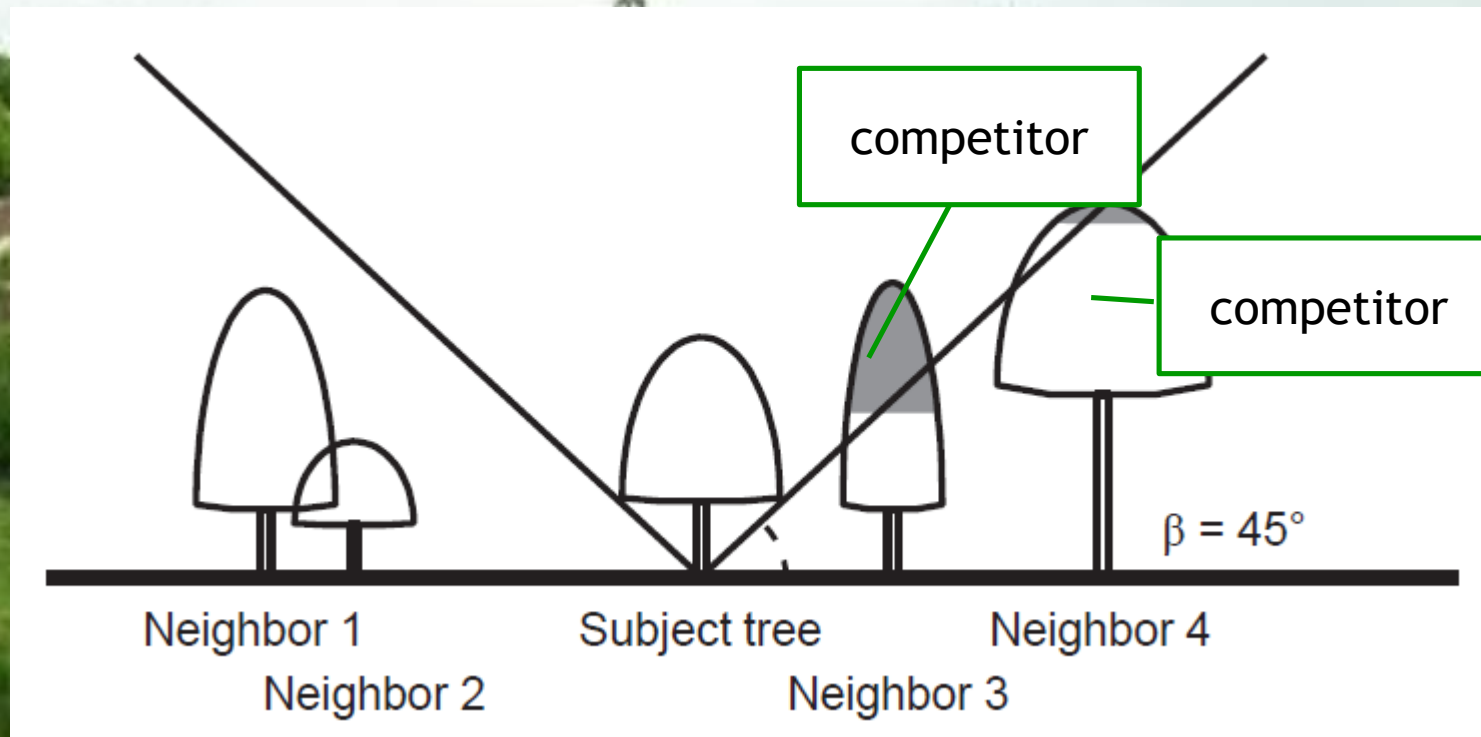 competitor
competitor
β = 45°
Neighbor 1
Subject tree
Neighbor 4
Neighbor 2
Neighbor 3